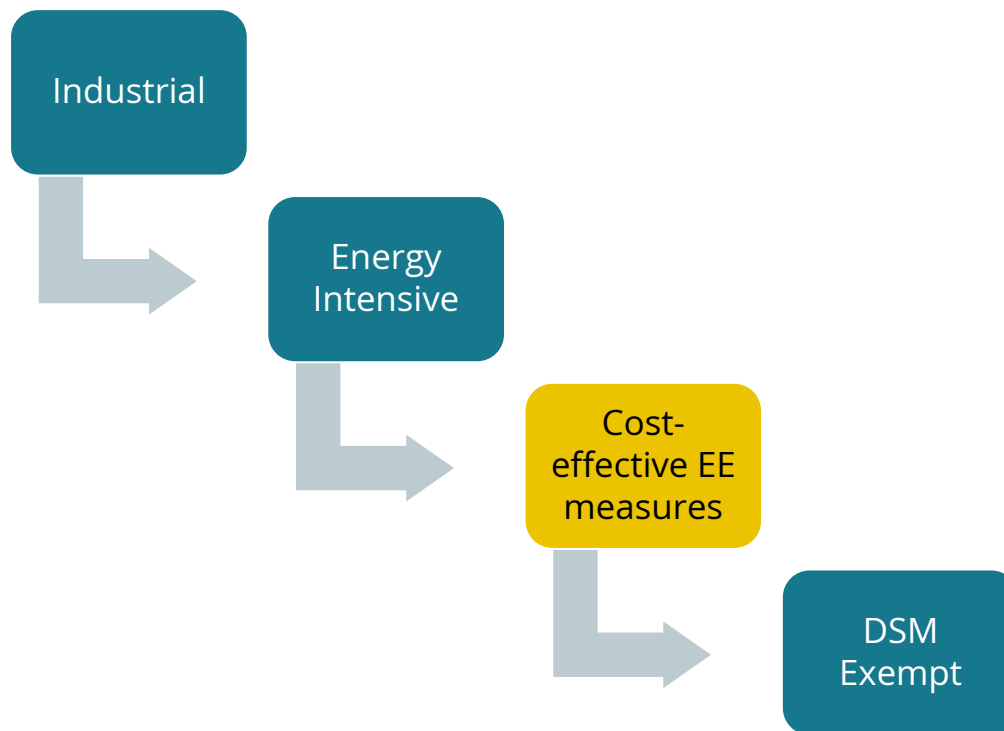 Industrial
Energy
Intensive
Cost-
effective EE
measures
DSM
Exempt